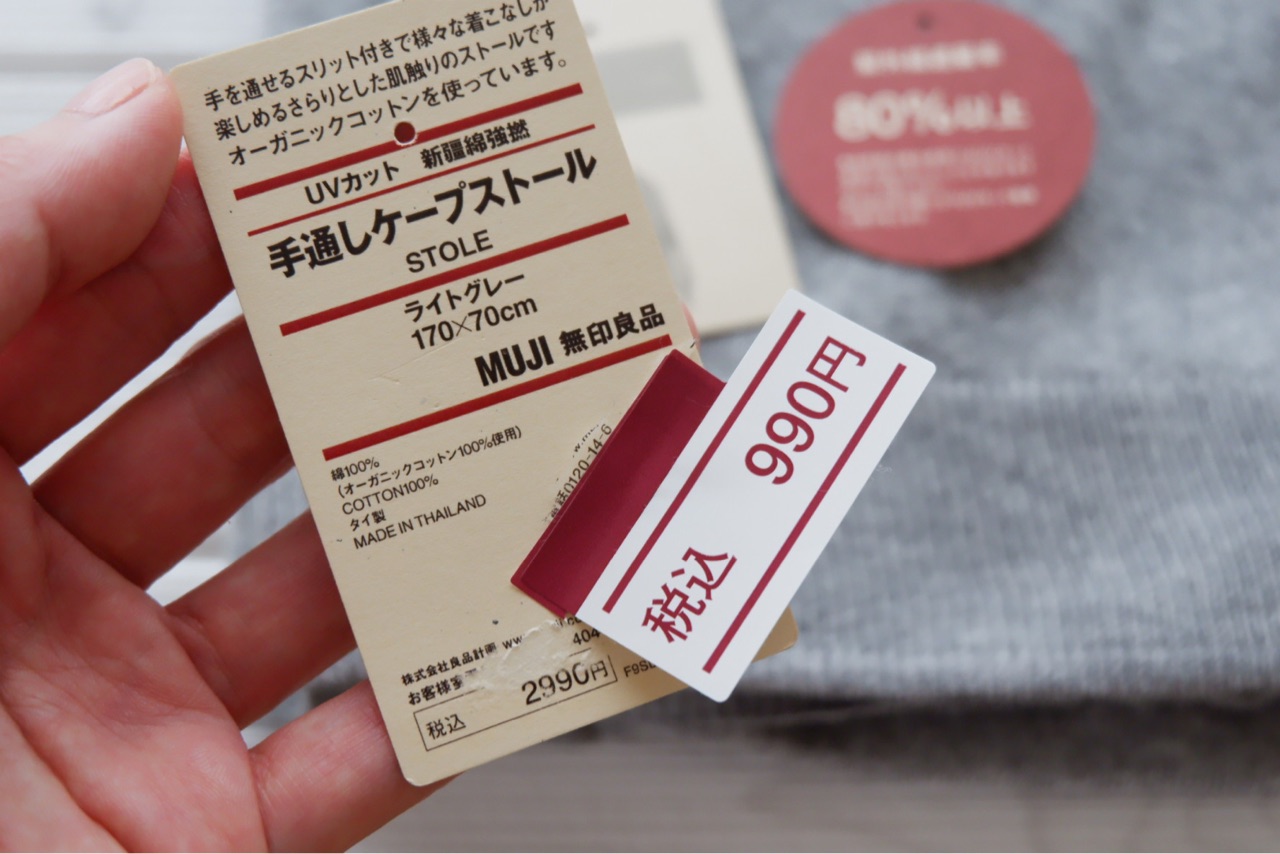 手を通せるスリット付きで様々な着こなしが
楽しめるさらりとした肌触りのストールです
オーガニックコットンを使っています。
UVカット 新疆綿強撚
手通しケープストール
STOLE
ライトグレー
170×70cm
MUJI 無印良品
綿100%
(オーガニックコットン100%使用)
COTTON100%
タイ製
MADE IN THAILAND
0120-14-6
株式会社良品計画
お客様室
404
税込 2990円
税込 990円
80%以上